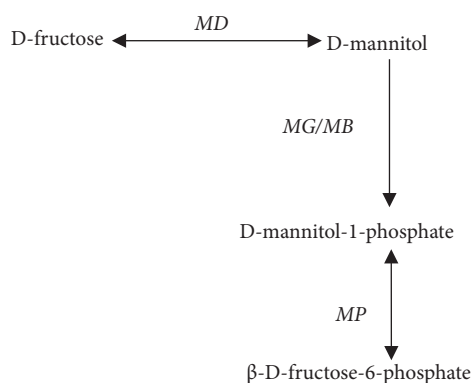 MD
D-fructose
D-mannitol
MG/MB
D-mannitol-1-phosphate
MP
β-D-fructose-6-phosphate